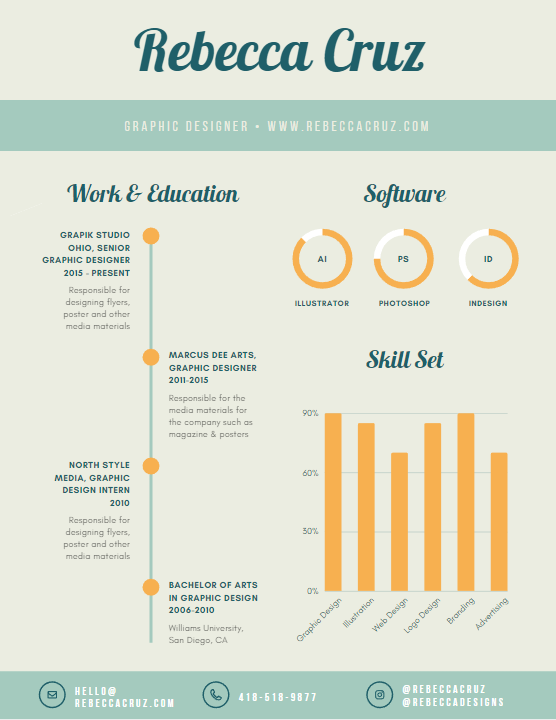 Rebecca Cruz
GRAPHIC DESIGNER • WWW.REBECCACRUZ.COM
Work & Education
GRAPIK STUDIO
OHIO, SENIOR
GRAPHIC DESIGNER
2015 - PRESENT
Responsible for
designing flyers,
poster and other
media materials
MARCUS DEE ARTS,
GRAPHIC DESIGNER
2011-2015
Responsible for the
media materials for
the company such as
magazine & posters
NORTH STYLE
MEDIA, GRAPHIC
DESIGN INTERN
2010
Responsible for
designing flyers,
poster and other
media materials
BACHELOR OF ARTS
IN GRAPHIC DESIGN
2006-2010
Williams University,
San Diego, CA
Software
AI
PS
ID
ILLUSTRATOR
PHOTOSHOP
INDESIGN
Skill Set
90%
60%
30%
0%
Graphic Design
Illustration
Web Design
Logo Design
Branding
Advertising
HELLO@
REBECCACRUZ.COM
418-518-9877
@REBECCACRUZ
@REBECCADESIGNS